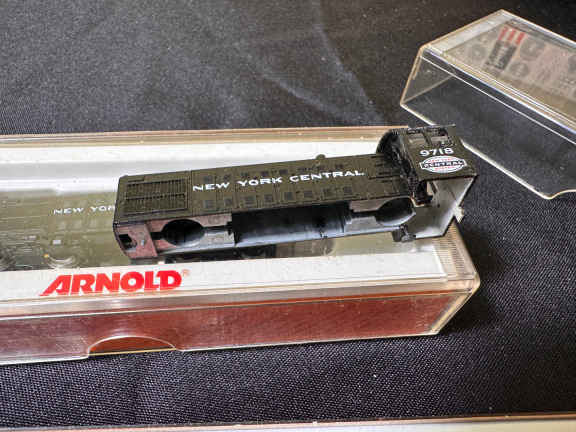 9718
NEW YORK CENTRAL
CENTRAL
NEW YOR
ARNOLD®